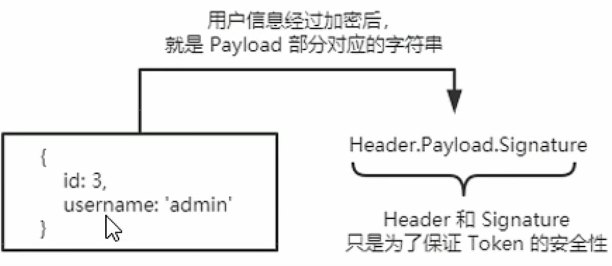 用户信息经过加密后，
就是 Payload 部分对应的字符串
{
id: 3,
username: 'admin'
}
Header.Payload.Signature
Header 和 Signature
只是为了保证 Token 的安全性